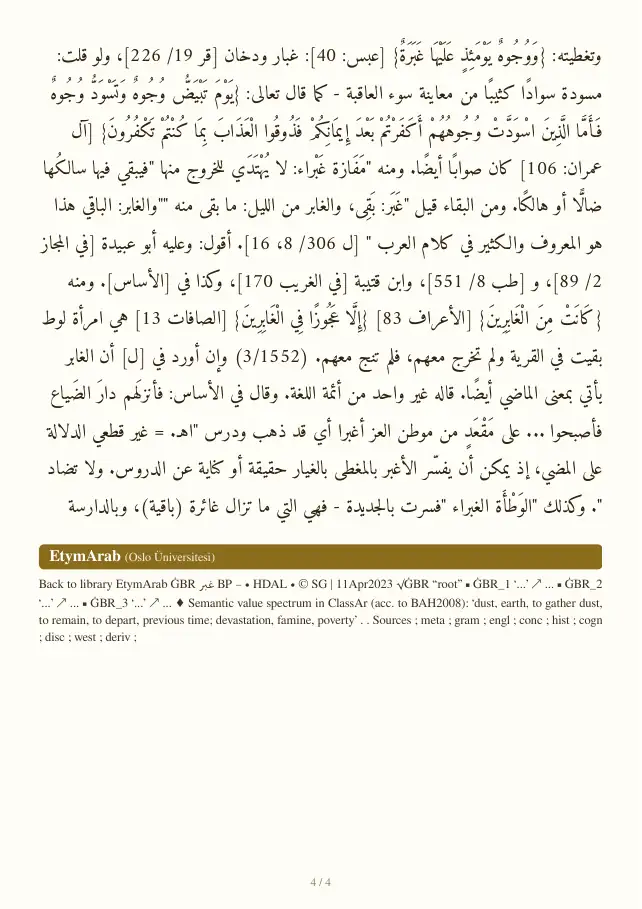 وتغطيته: {وَوُجُوهٌ يَوْمَئِذٍ عَلَيْهَا غَبَرَةٌ} [عبس: 40]: غبار ودخان [قر 19/ 226]، ولو قلت:
مسودة سوادًا كثيبًا من معاينة سوء العاقبة - كما قال تعالى: {يَوْمَ تَبْيَضُّ وُجُوهٌ وَتَسْوَدُّ وُجُوهٌ
فَأَمَّا الَّذِينَ اسْوَدَّتْ وُجُوهُهُمْ أَكَفَرْتُمْ بَعْدَ إِيمَانِكُمْ فَذُوقُوا الْعَذَابَ بِمَا كُنْتُمْ تَكْفُرُونَ} [آل
عمران: 106] كان صوابًا أيضًا. ومنه "مَفَازة غَبْراء: لا يُهْتَدَي للخروج منها "فيبقي فيها سالكُها
ضالًّا أو هالكًا. ومن البقاء قيل "غَبَر: بَقِى، والغابر من الليل: ما بقى منه ""والغابر: الباقي هذا
هو المعروف والكثير في كلام العرب " [ل 306/ 8، 16]. أقول: وعليه أبو عبيدة [في المجاز
2/ 89]، و [طب 8/ 551]، وابن قتيبة [في الغريب 170]، وكذا في [الأساس]. ومنه
{كَانَتْ مِنَ الْغَابِرِينَ} [الأعراف 83] {إِلَّا عَجُوزًا فِي الْغَابِرِينَ} [الصافات 13] هي امرأة لوط
بقيت في القرية ولم تخرج معهم، فلم تنج معهم. (3/1552) وإن أورد في [ل] أن الغابر
يأتي بمعنى الماضي أيضًا. قاله غير واحد من أئمة اللغة. وقال في الأساس: فأنزلَهم دارَ الضَياع
فأصبحوا ... على مَقْعَدٍ من موطن العز أغبرا أي قد ذهب ودرس "اهـ. = غير قطعي الدلالة
على المضي، إذ يمكن أن يفسّر الأغبر بالمغطى بالغيار حقيقة أو كناية عن الدروس. ولا تضاد
". وكذلك "الوَطْأَة الغبراء "فسرت بالجديدة - فهي التي ما تزال غائرة (باقية)، وبالدارسة
EtymArab (Oslo Üniversitesi)
Back to library EtymArab ĠBR غبر BP – • HDAL • © SG | 11Apr2023 √ĠBR “root” ▪ ĠBR_1 ‘...’ ↗ ... ▪ ĠBR_2
‘...’ ↗ ... ▪ ĠBR_3 ‘...’ ↗ ... ♦ Semantic value spectrum in ClassAr (acc. to BAH2008): ‘dust, earth, to gather dust,
to remain, to depart, previous time; devastation, famine, poverty’ . . Sources ; meta ; gram ; engl ; conc ; hist ; cogn
; disc ; west ; deriv ;
4 / 4